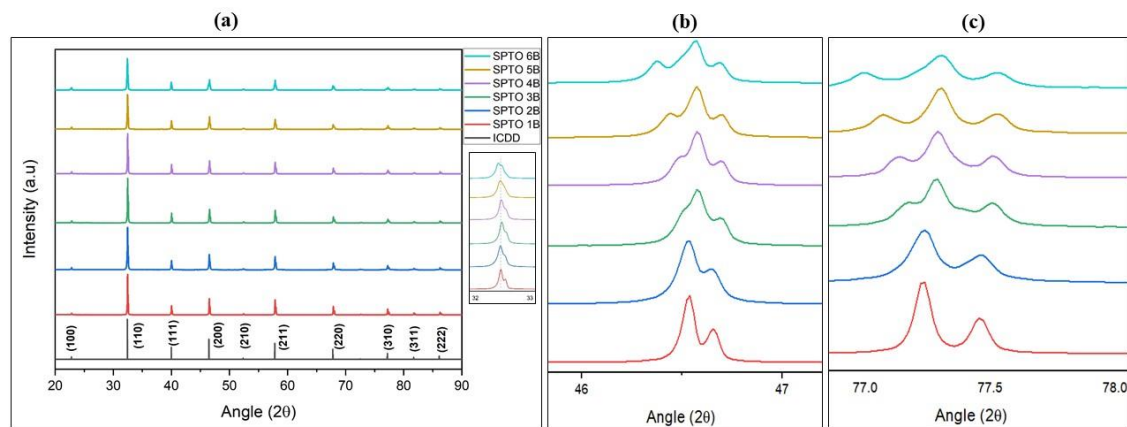 (a)
(b)
(c)
SPTO 6B
SPTO 5B
SPTO 4B
SPTO 3B
SPTO 2B
SPTO 1B
ICDD
Intensity (a.u)
(100)
(110)
(111)
(200)
(210)
(211)
(220)
(310)
(311)
(222)
32 33
20 30 40 50 60 70 80 90
46 47
77.0 77.5 78.0
Angle (2θ)
Angle (2θ)
Angle (2θ)